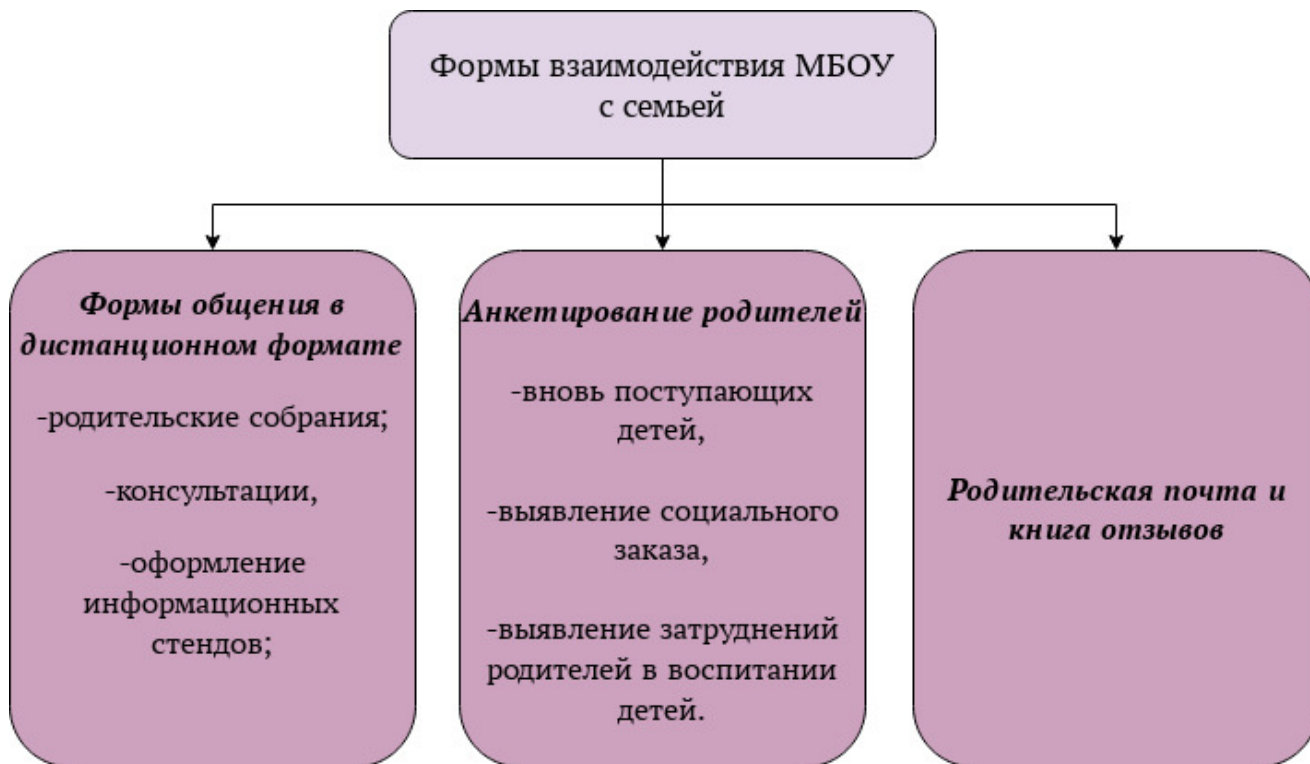 Формы взаимодействия МБОУ
с семьей
Формы общения в
дистанционном формате
-родительские собрания;
-консультации,
-оформление
информационных
стендов;
Анкетирование родителей
-вновь поступающих
детей,
-выявление социального
заказа,
-выявление затруднений
родителей в воспитании
детей.
Родительская почта и
книга отзывов